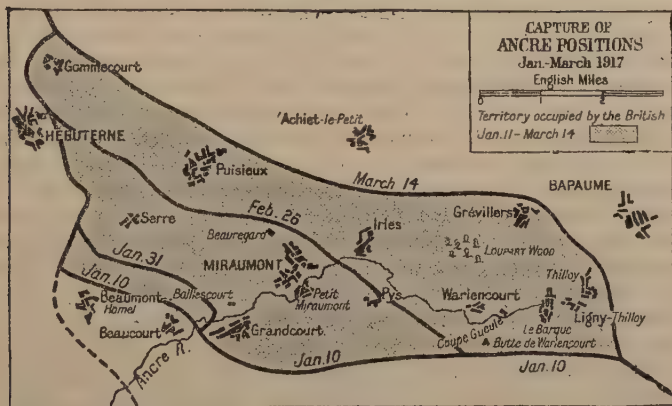 CAPTURE OF
ANCRE POSITIONS
Jan.-March 1917
English Miles
0 1 2
Territory occupied by the British
Jan. 11 - March 14
Gommecourt
HÉBUTERNE
Achiet-le-Petit
Puisieux
March 14
BAPAUME
Feb. 26
Grévillers
Serre
Beauregard
Irles
LOUPART WOOD
Jan. 31
MIRAUMONT
Thilloy
Jan. 10
Beaumont-
Hamel
Baillescourt
Petit
Miraumont
Pys
Warlencourt
Ligny-Thilloy
Beaucourt
Grandcourt
Coupe Gueule
Le Barque
Butte de Warlencourt
Ancre R.
Jan. 10
Jan. 10